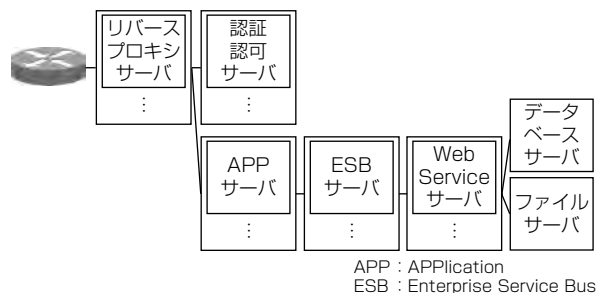 リバース
プロキシ
サーバ
⋮
認証
認可
サーバ
⋮
APP
サーバ
⋮
ESB
サーバ
⋮
Web
Service
サーバ
⋮
データ
ベース
サーバ
ファイル
サーバ
APP：APPlication
ESB：Enterprise Service Bus